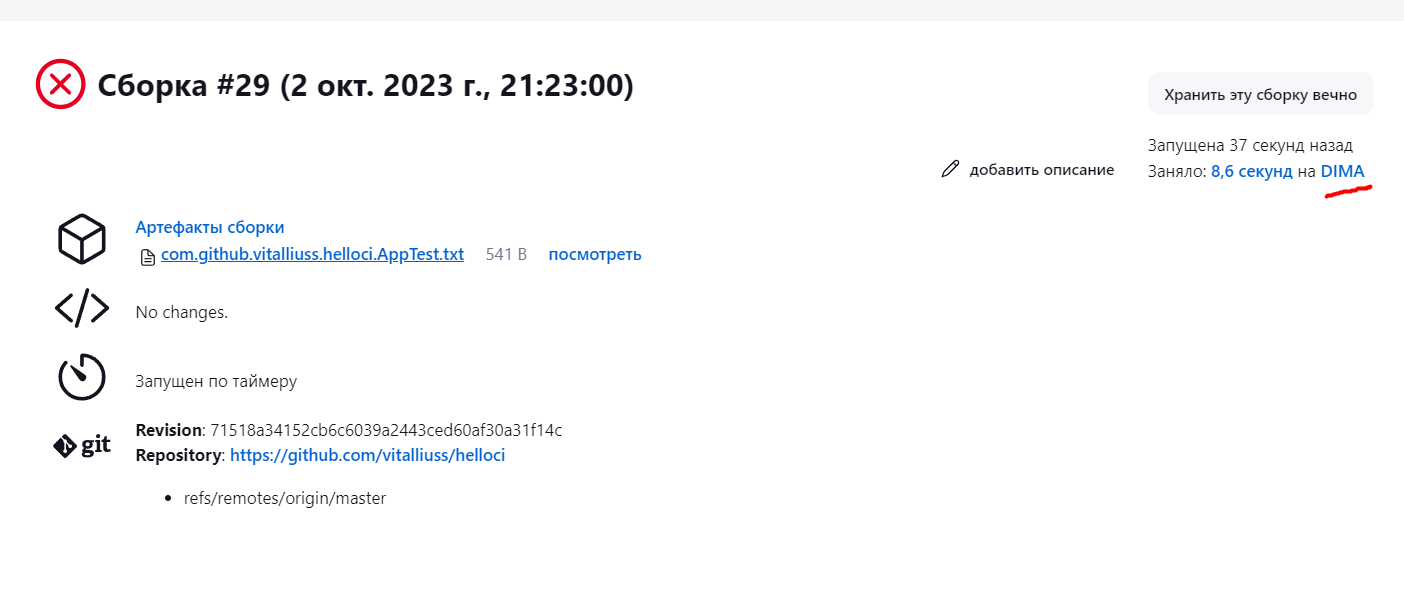 Сборка #29 (2 окт. 2023 г., 21:23:00)
Хранить эту сборку вечно
добавить описание
Запущена 37 секунд назад
Заняло: 8,6 секунд на DIMA
Артефакты сборки
com.github.vitalliuss.helloci.AppTest.txt 541 B посмотреть
No changes.
Запущен по таймеру
git
Revision: 71518a34152cb6c6039a2443ced60af30a31f14c
Repository: https://github.com/vitalliuss/helloci
refs/remotes/origin/master